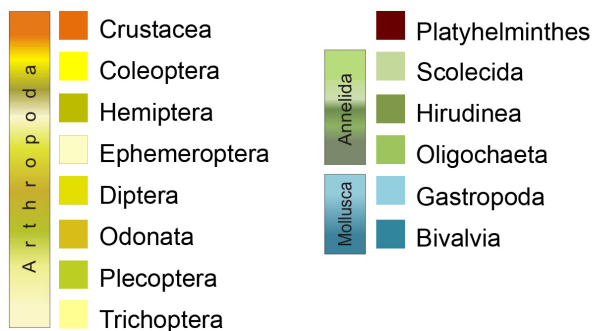 Arthropoda
Crustacea
Coleoptera
Hemiptera
Ephemeroptera
Diptera
Odonata
Plecoptera
Trichoptera
Platyhelminthes
Annelida
Scolecida
Hirudinea
Oligochaeta
Mollusca
Gastropoda
Bivalvia